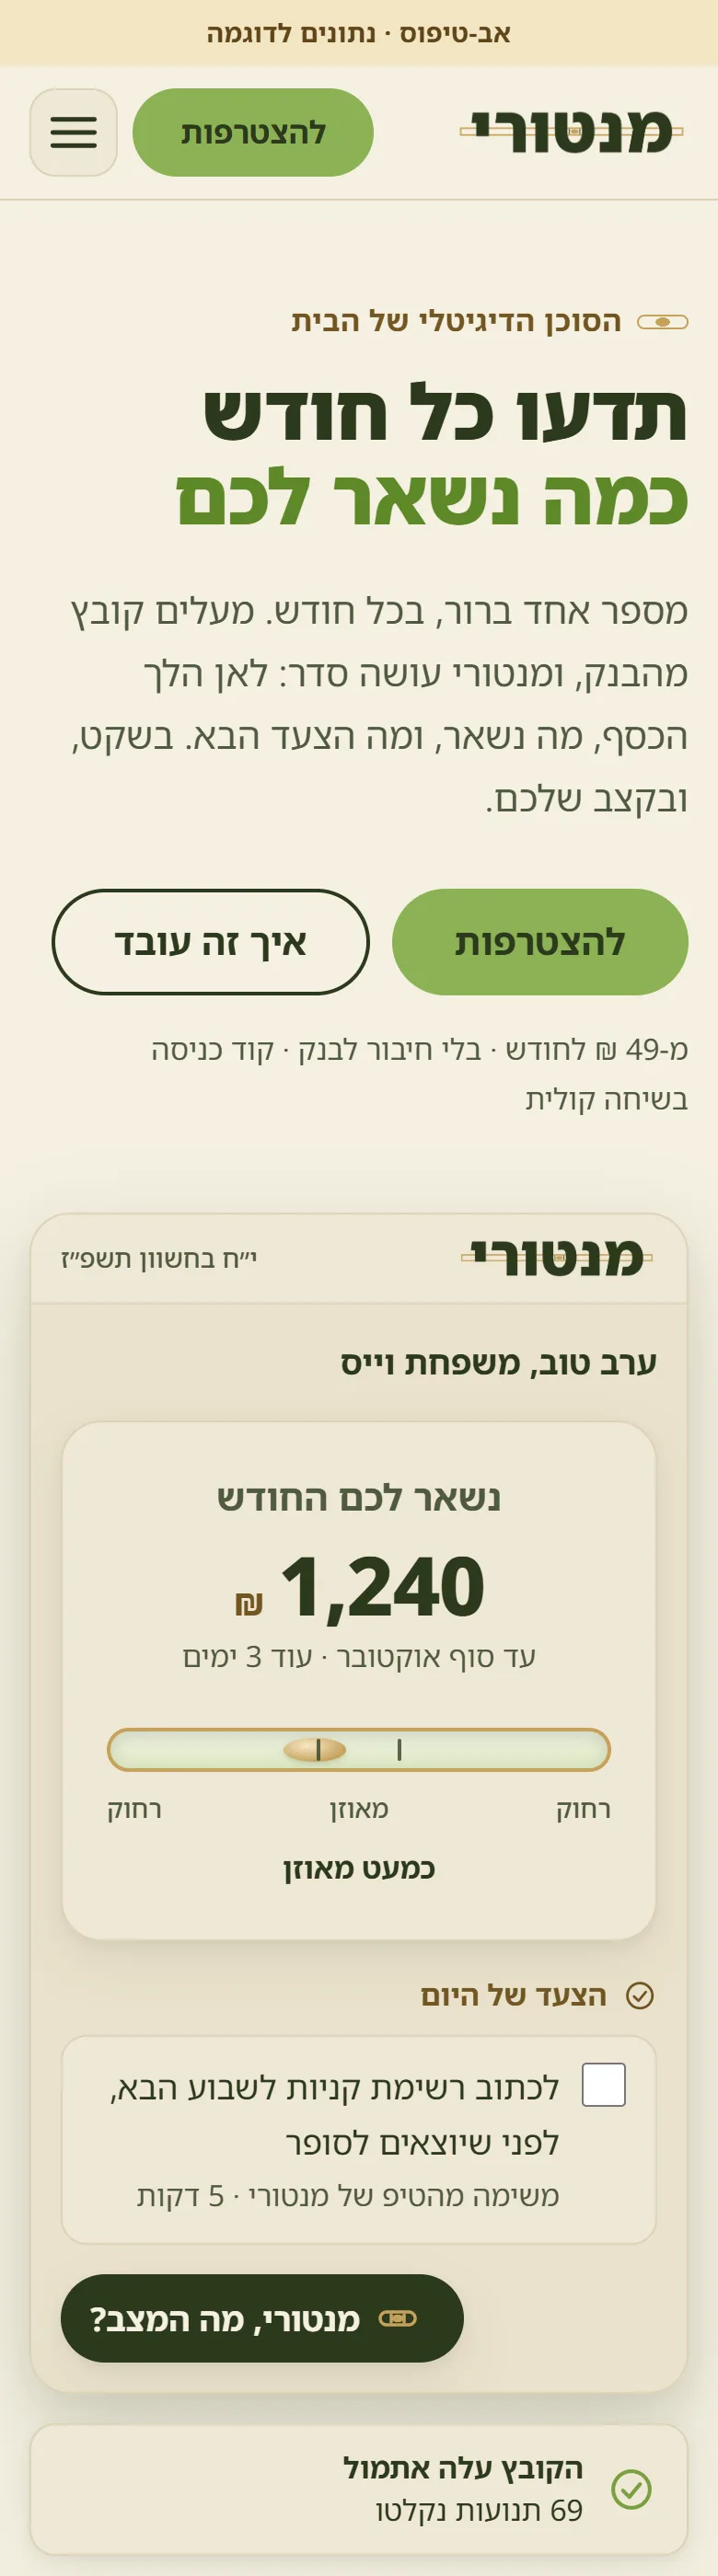 אב-טיפוס · נתונים לדוגמה
מנטורי
להצטרפות
הסוכן הדיגיטלי של הבית
תדעו כל חודש
כמה נשאר לכם
מספר אחד ברור, בכל חודש. מעלים קובץ
מהבנק, ומנטורי עושה סדר: לאן הלך
הכסף, מה נשאר, ומה הצעד הבא. בשקט,
ובקצב שלכם.
להצטרפות
איך זה עובד
מ-49 ₪ לחודש · בלי חיבור לבנק · קוד כניסה
בשיחה קולית
מנטורי
י״ח בחשוון תשפ״ז
ערב טוב, משפחת וייס
נשאר לכם החודש
1,240 ₪
עד סוף אוקטובר · עוד 3 ימים
רחוק
מאוזן
רחוק
כמעט מאוזן
הצעד של היום
לכתוב רשימת קניות לשבוע הבא,
לפני שיוצאים לסופר
משימה מהטיפ של מנטורי · 5 דקות
מנטורי, מה המצב?
הקובץ עלה אתמול
69 תנועות נקלטו